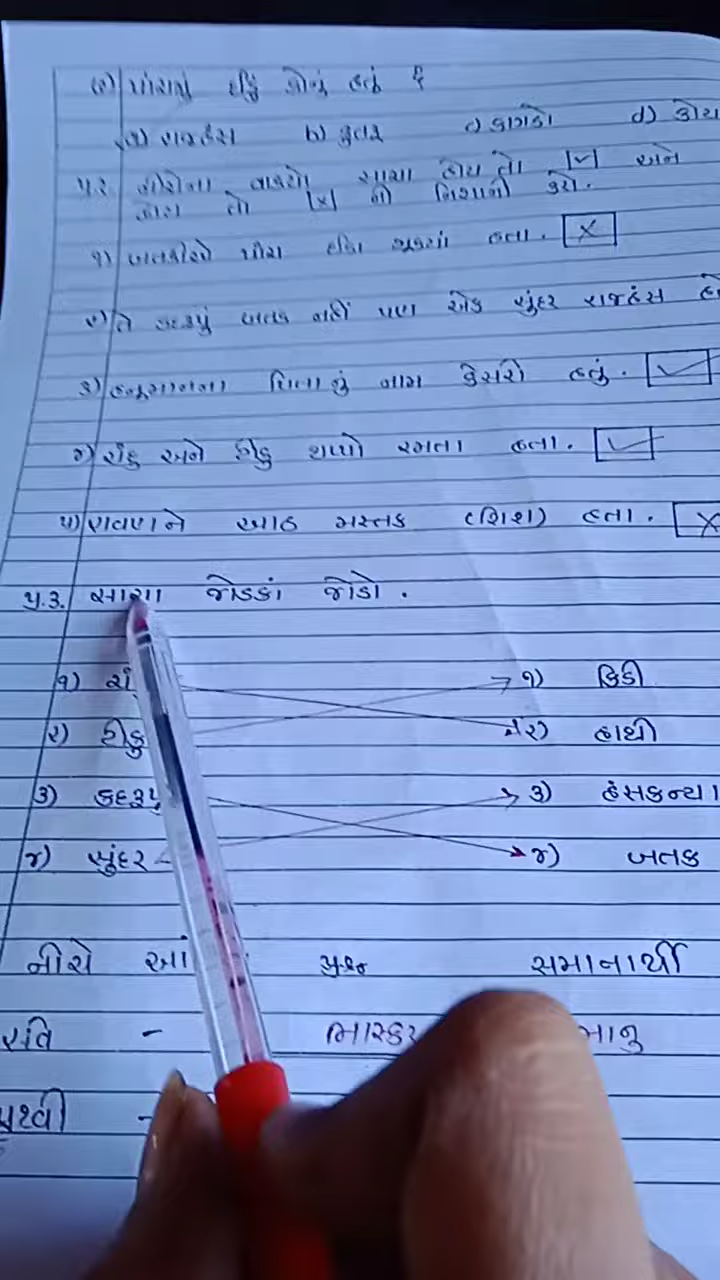 ઈંડું કોનું હતું ?
a) રાજહંસ b) કુતરૂ c) કાગડો d) કોય
પ્ર.૨ નીચેના વાક્યો સાચા હોય તો [✓] અને
ખોટા તો [x] ની નિશાની કરો.
૧) બતકીએ પાંચ ઈંડા મૂક્યાં હતા. [x]
૨) તે કદરૂપું બતક નહીં પણ એક સુંદર રાજહંસ હ
૩) હનુમાનના પિતાનું નામ કેસરી હતું. [✓]
૪) ચંદુ અને ચીકુ થપ્પો રમતા હતા. [✓]
૫) રાવણને આઠ મસ્તક (શિશ) હતા. [x]
પ્ર.૩. સાચા જોડકાં જોડો.
૧) ચં ૧) કિડી
૨) ચીકુ ૨) હાથી
૩) કદરૂપુ ૩) હંસકન્યા
૪) સુંદર ૪) બતક
નીચે આ પ્રશ્ન સમાનાર્થી
રવિ - ભાસ્કર ભાનુ
પૃથ્વી -